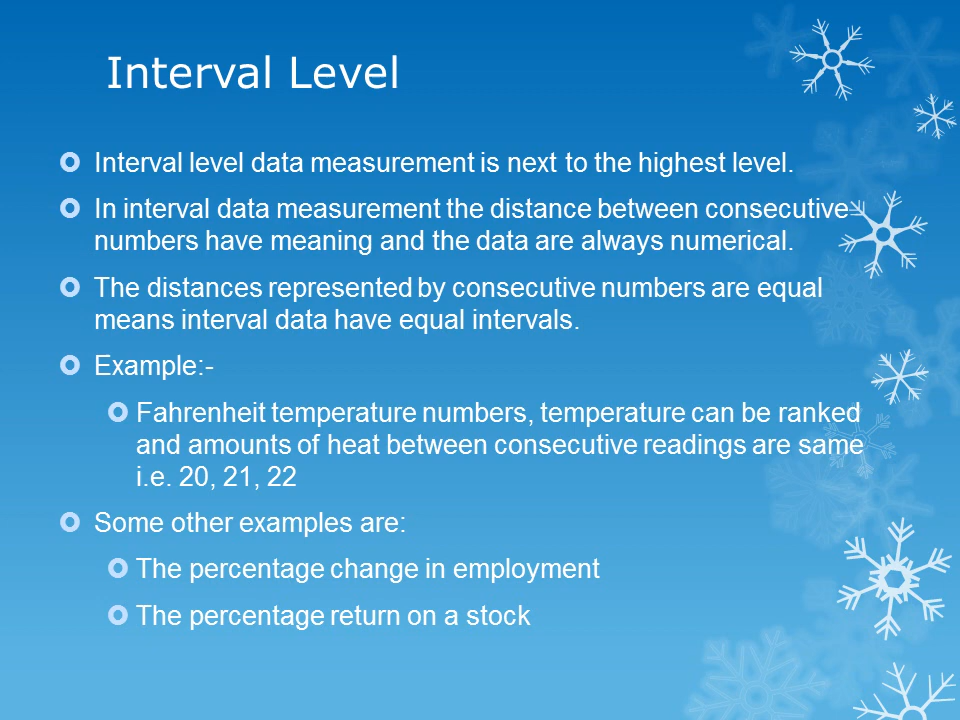 Interval Level
Interval level data measurement is next to the highest level.
In interval data measurement the distance between consecutive
numbers have meaning and the data are always numerical.
The distances represented by consecutive numbers are equal
means interval data have equal intervals.
Example:-
Fahrenheit temperature numbers, temperature can be ranked
and amounts of heat between consecutive readings are same
i.e. 20, 21, 22
Some other examples are:
The percentage change in employment
The percentage return on a stock